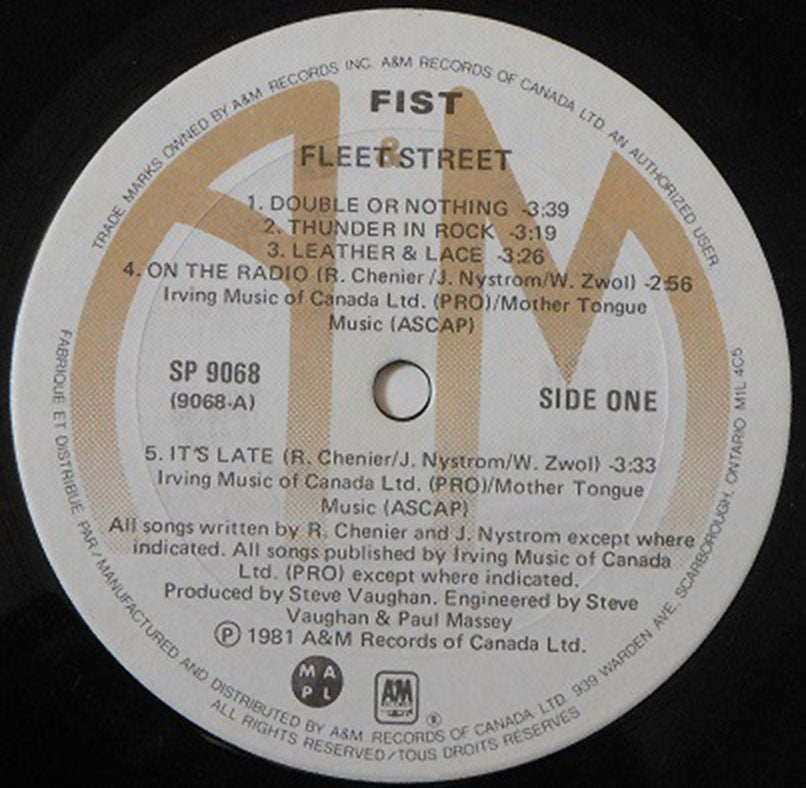 TRADE MARKS OWNED BY A&M RECORDS INC. A&M RECORDS OF CANADA LTD. AN AUTHORIZED USER
A&M
FIST
FLEET STREET
1. DOUBLE OR NOTHING -3:39
2. THUNDER IN ROCK -3:19
3. LEATHER & LACE -3:26
4. ON THE RADIO (R. Chenier /J. Nystrom/W. Zwol) -2:56
Irving Music of Canada Ltd. (PRO)/Mother Tongue
Music (ASCAP)
SP 9068
(9068-A)
SIDE ONE
5. IT'S LATE (R. Chenier/J. Nystrom/W. Zwol) -3:33
Irving Music of Canada Ltd. (PRO)/Mother Tongue
Music (ASCAP)
All songs written by R. Chenier and J. Nystrom except where
indicated. All songs published by Irving Music of Canada
Ltd. (PRO) except where indicated.
Produced by Steve Vaughan. Engineered by Steve
Vaughan & Paul Massey
Ⓟ 1981 A&M Records of Canada Ltd.
MA
PL
A&M
RECORDS
®
FABRIQUE ET DISTRIBUE PAR/MANUFACTURED AND DISTRIBUTED BY A&M RECORDS OF CANADA LTD. 939 WARDEN AVE, SCARBOROUGH, ONTARIO M1L 4C5
ALL RIGHTS RESERVED/TOUS DROITS RESERVES